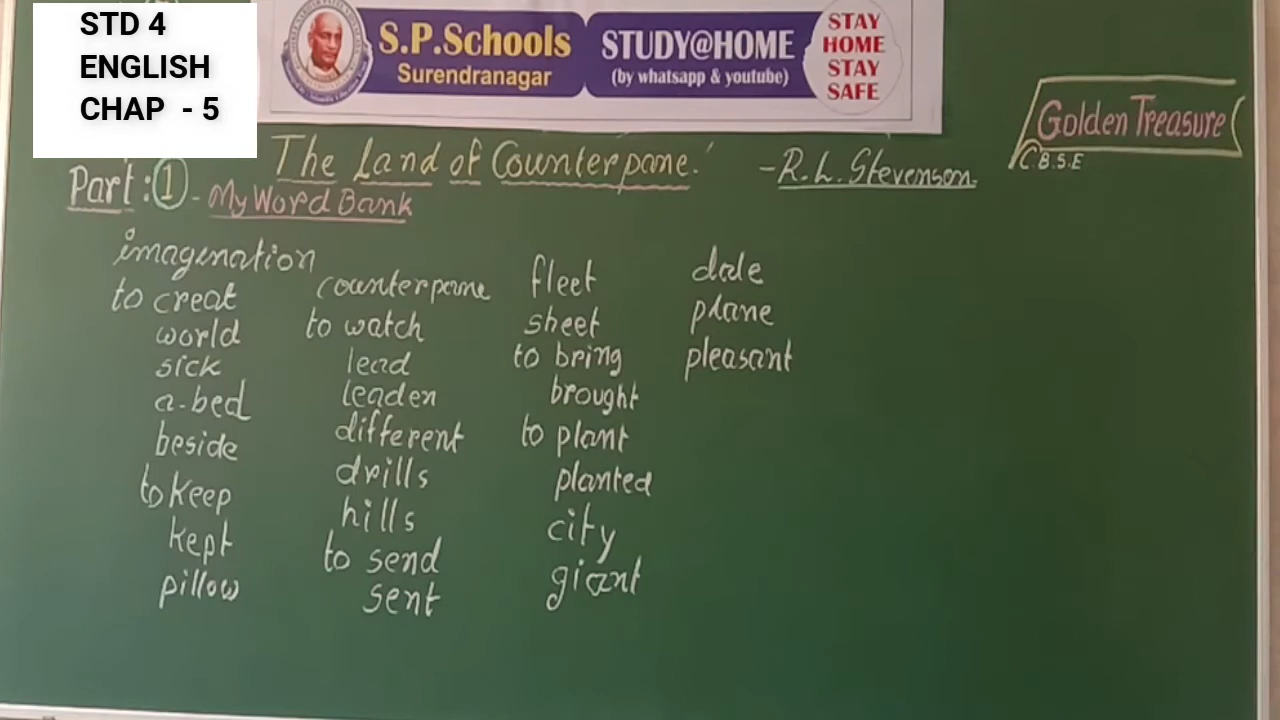 STD 4
ENGLISH
CHAP - 5
S.P.Schools
Surendranagar
STUDY@HOME
(by whatsapp & youtube)
STAY
HOME
STAY
SAFE
Golden Treasure
C.B.S.E
The Land of Counterpane.'
- R. L. Stevenson.
Part: 1 - My Word Bank
imagenation
to creat
world
sick
a-bed
beside
to keep
kept
pillow
counterpane
to watch
lead
leaden
different
drills
hills
to send
sent
fleet
sheet
to bring
brought
to plant
planted
city
giant
dale
plane
pleasant